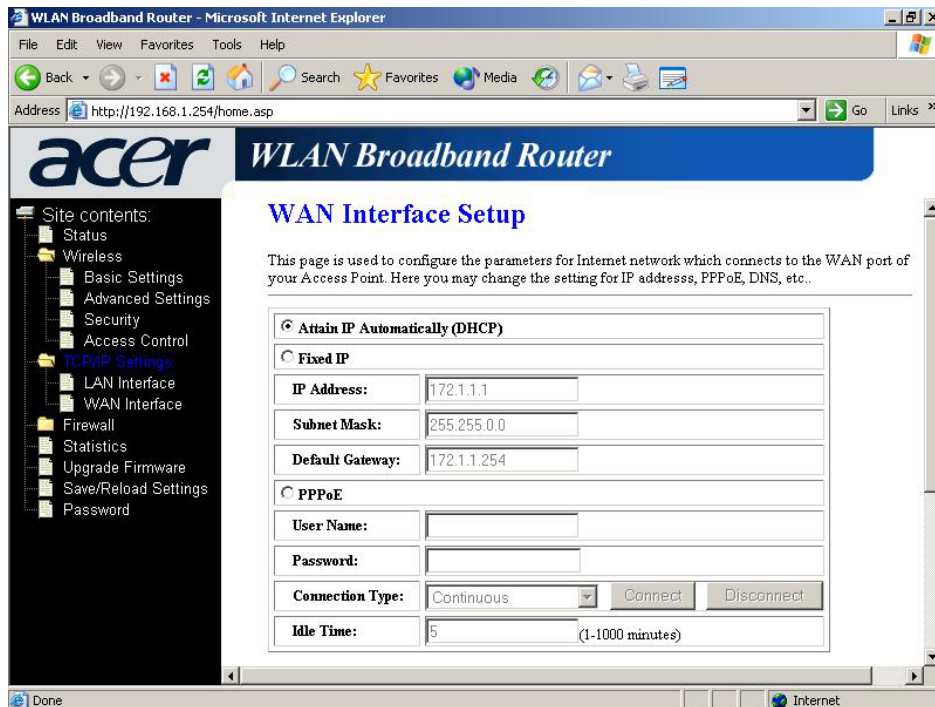 WLAN Broadband Router - Microsoft Internet Explorer
File Edit View Favorites Tools Help
Back Search Favorites Media
Address http://192.168.1.254/home.asp Go Links »
acer WLAN Broadband Router
Site contents:
Status
Wireless
Basic Settings
Advanced Settings
Security
Access Control
TCP/IP Settings
LAN Interface
WAN Interface
Firewall
Statistics
Upgrade Firmware
Save/Reload Settings
Password
WAN Interface Setup
This page is used to configure the parameters for Internet network which connects to the WAN port of
your Access Point. Here you may change the setting for IP addresss, PPPoE, DNS, etc..
Attain IP Automatically (DHCP)
Fixed IP
IP Address: 172.1.1.1
Subnet Mask: 255.255.0.0
Default Gateway: 172.1.1.254
PPPoE
User Name:
Password:
Connection Type: Continuous Connect Disconnect
Idle Time: 5 (1-1000 minutes)
Done Internet